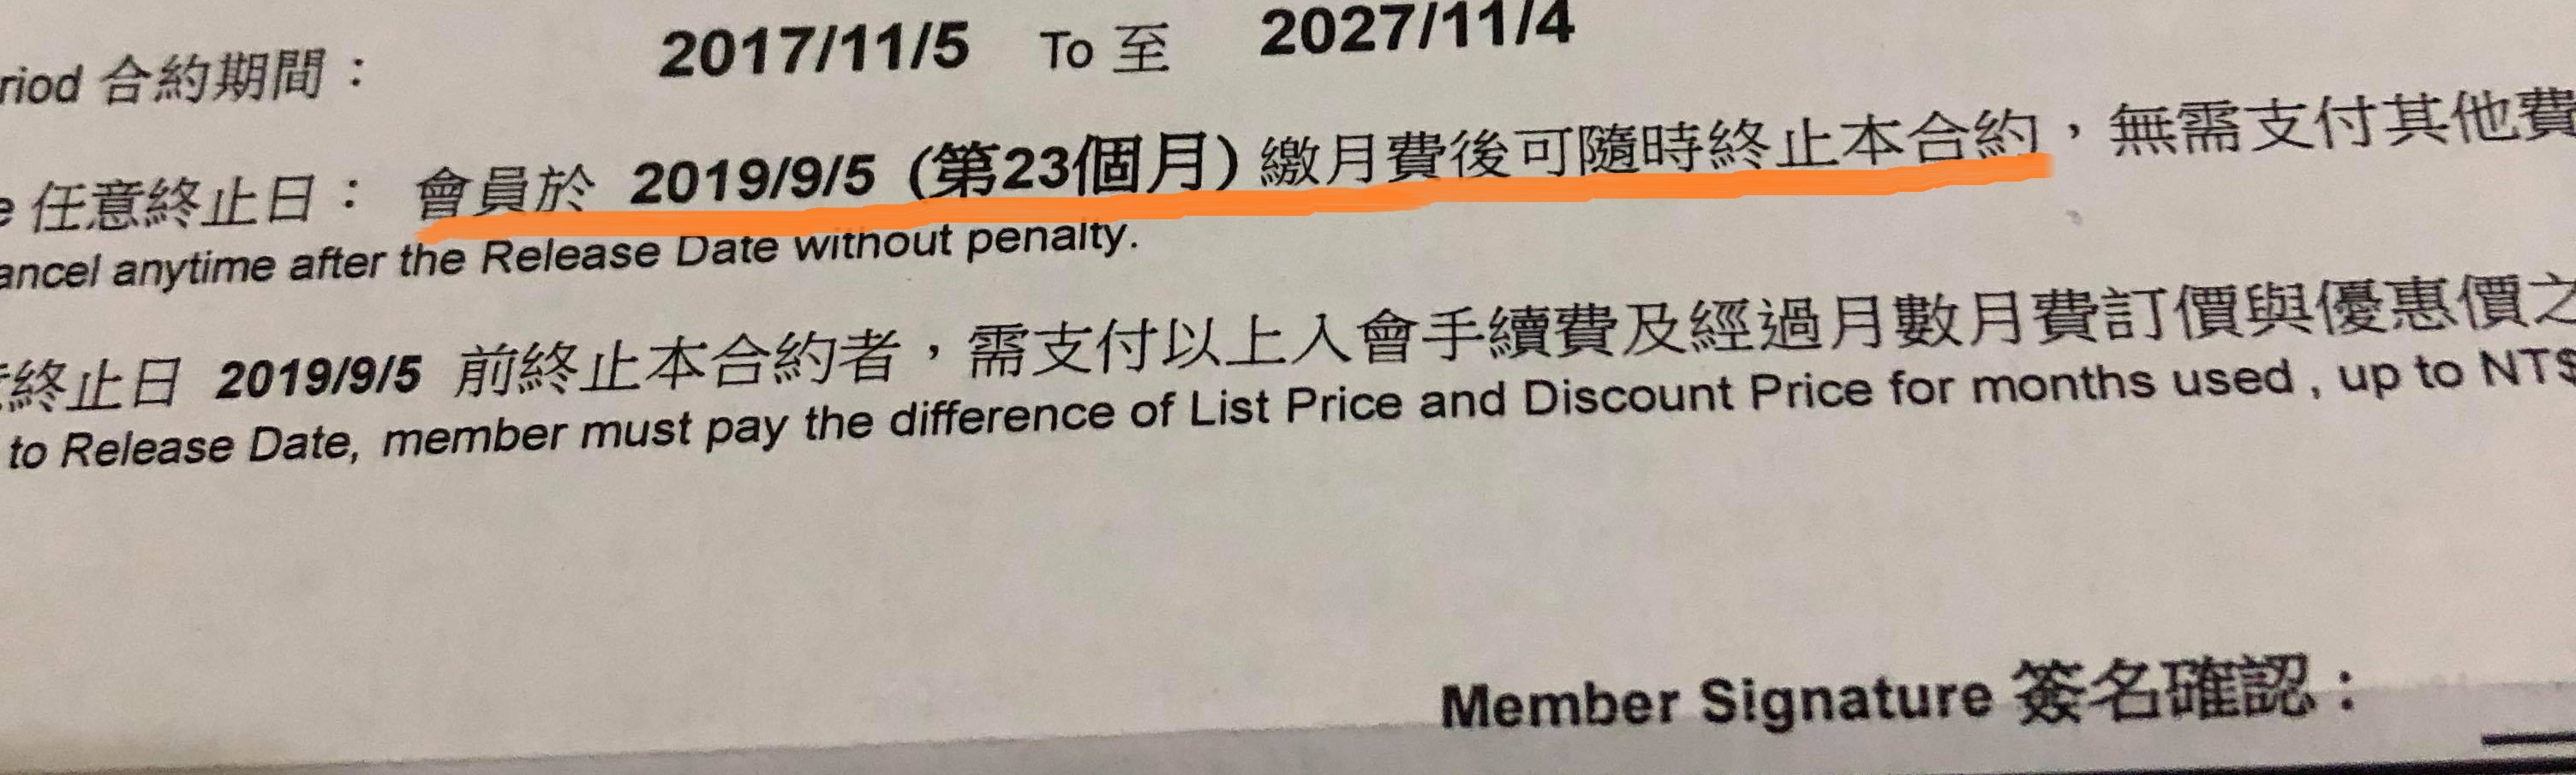 riod 合約期間： 2017/11/5 To 至 2027/11/4
e 任意終止日： 會員於 2019/9/5 (第23個月) 繳月費後可隨時終止本合約，無需支付其他費
ancel anytime after the Release Date without penalty.
終止日 2019/9/5 前終止本合約者，需支付以上入會手續費及經過月數月費訂價與優惠價之
to Release Date, member must pay the difference of List Price and Discount Price for months used , up to NT$
Member Signature 簽名確認：